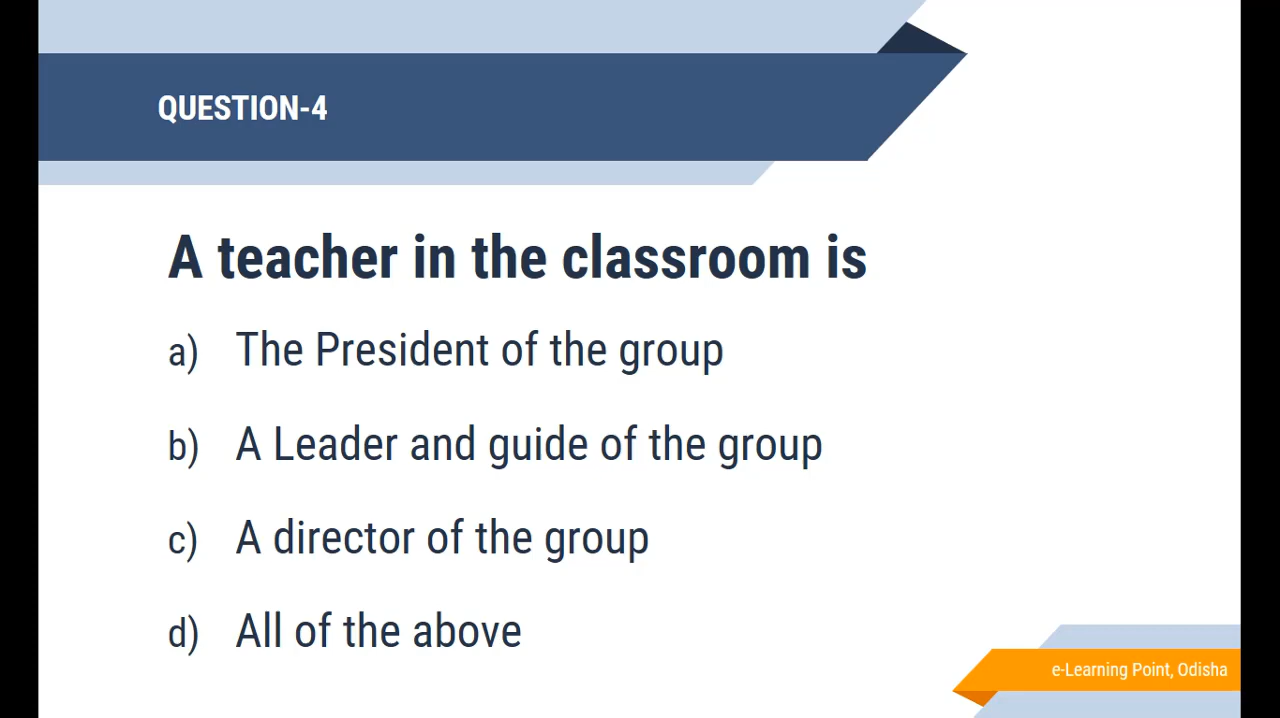 QUESTION-4
A teacher in the classroom is
a) The President of the group
b) A Leader and guide of the group
c) A director of the group
d) All of the above
e-Learning Point, Odisha